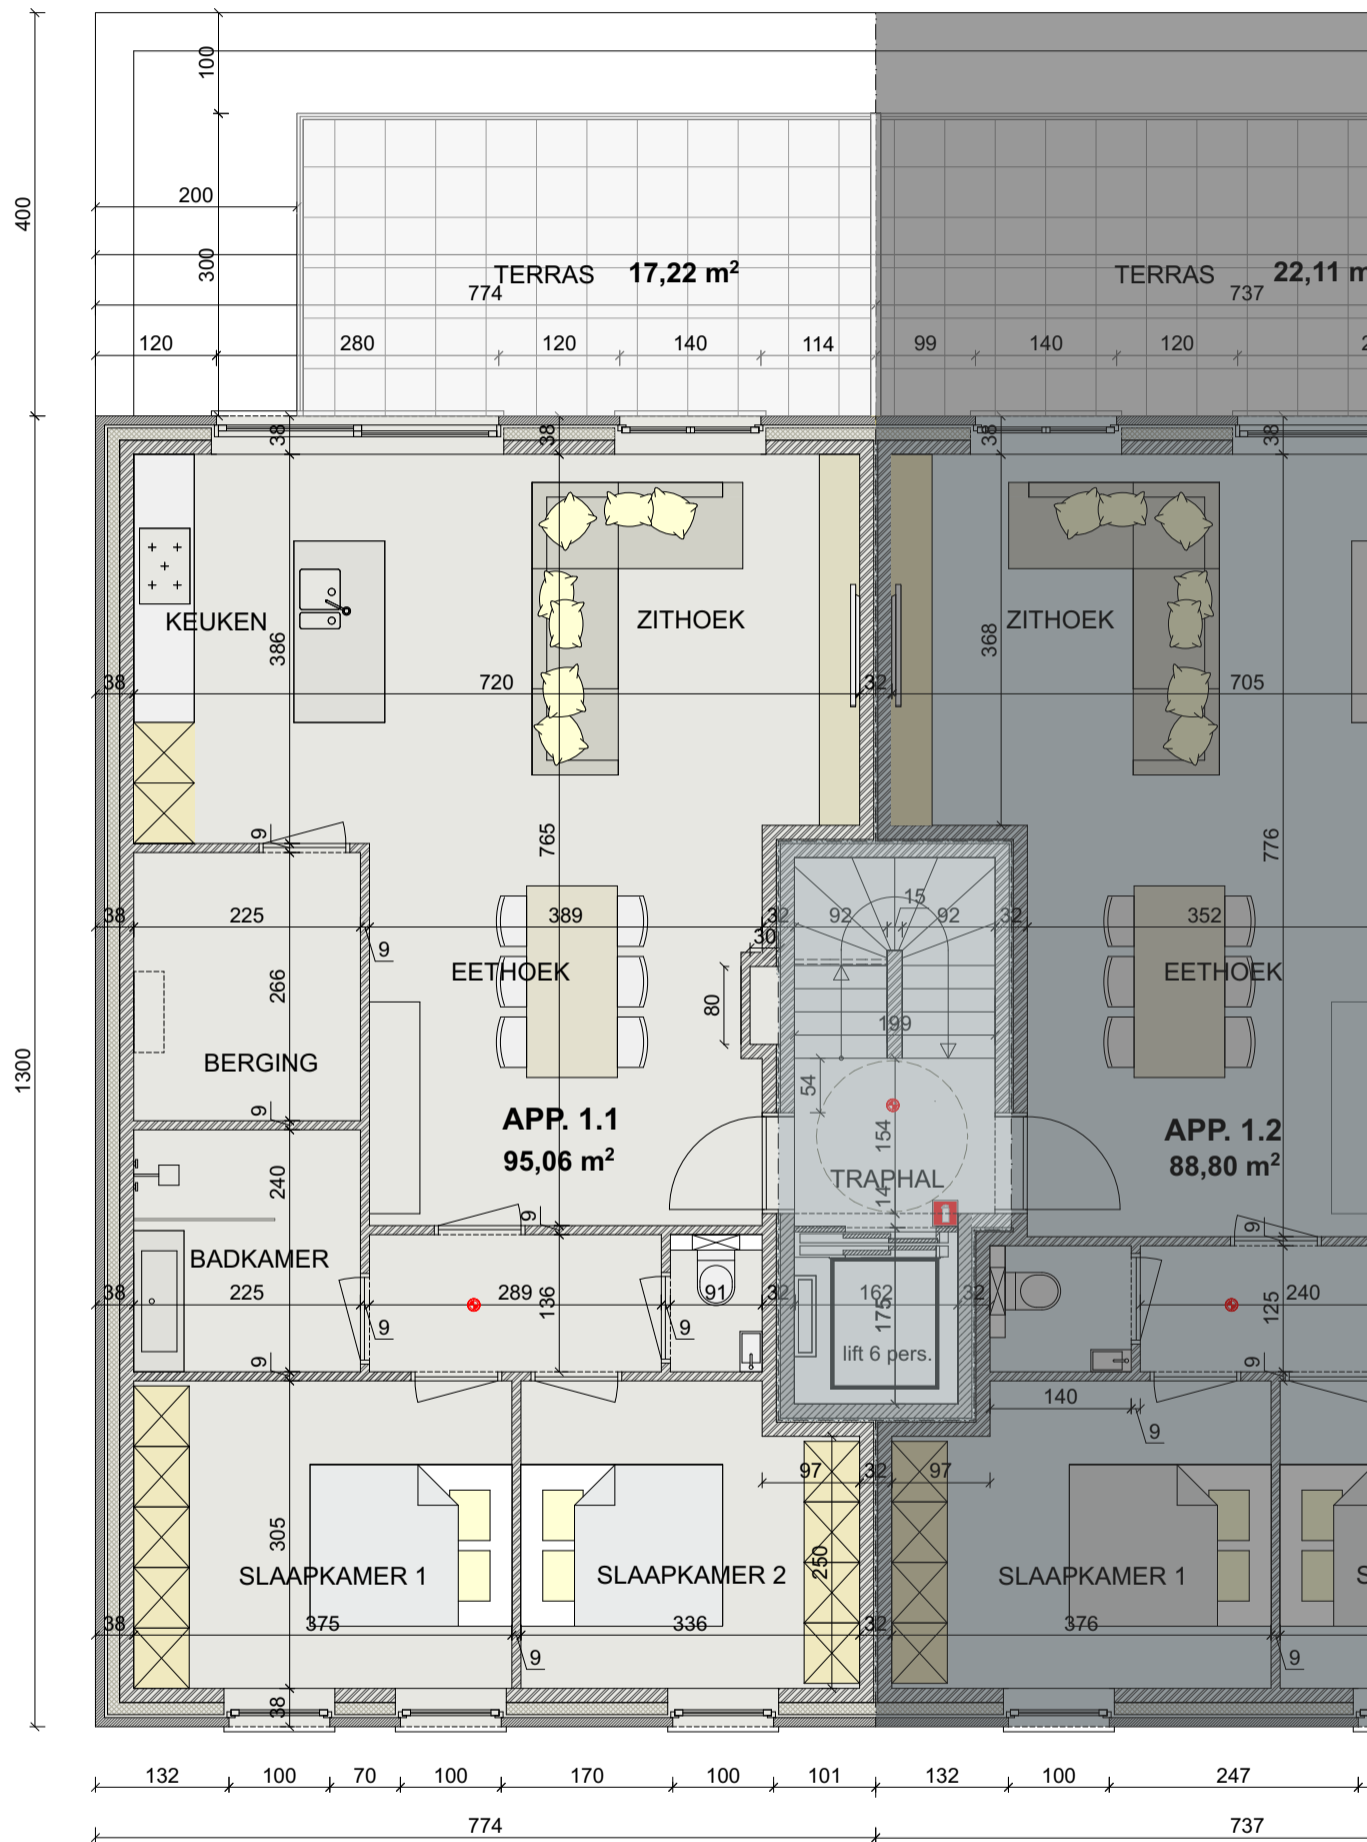 100
400
200
300
TERRAS 17,22 m²
774
TERRAS 22,11 m
737
120 280 120 140 114 99 140 120 2
38 38 38 38
KEUKEN
386
ZITHOEK
ZITHOEK
368
38 720 32 705
9
765
776
15
38 225 9 389 32 92 92 32 352
30
EETHOEK
EETHOEK
266
80
199
1300
BERGING
54
9
APP. 1.1
95,06 m²
APP. 1.2
88,80 m²
154
240
TRAPHAL
14
9
9
BADKAMER
38 225 9 289 9 91 32 162 32 240
136
175
125
lift 6 pers.
9
9
140
9
97 32 97
305
250
SLAAPKAMER 1
SLAAPKAMER 2
SLAAPKAMER 1
S
38 375 9 336 32 376 9
38
132 100 70 100 170 100 101 132 100 247
774 737